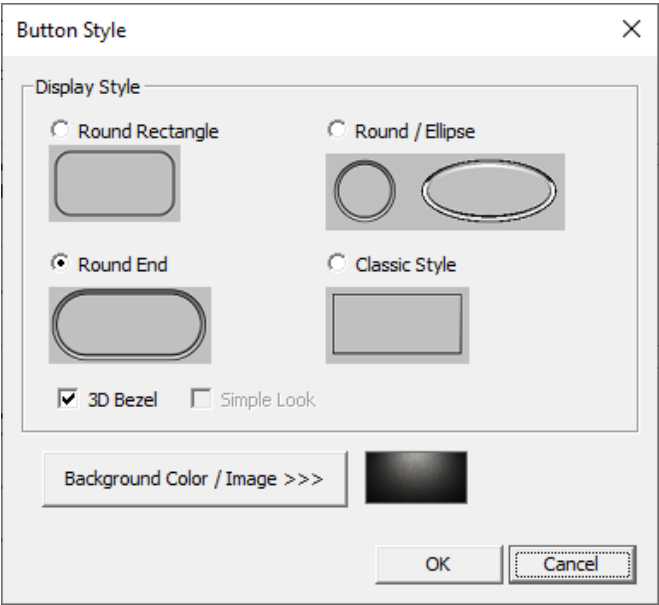 Button Style
Display Style
Round Rectangle
Round / Ellipse
Round End
Classic Style
3D Bezel
Simple Look
Background Color / Image >>>
OK
Cancel